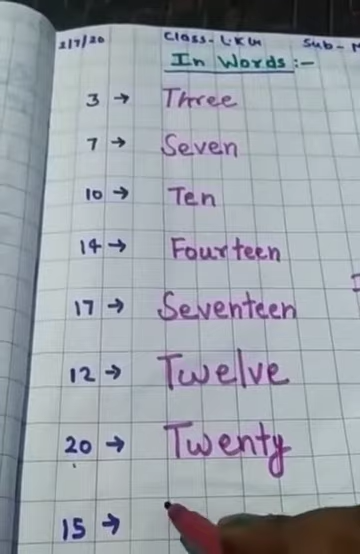 2/7/20 Class - L.K.G Sub -
In Words :-
3 → Three
7 → Seven
10 → Ten
14 → Fourteen
17 → Seventeen
12 → Twelve
20 → Twenty
15 →